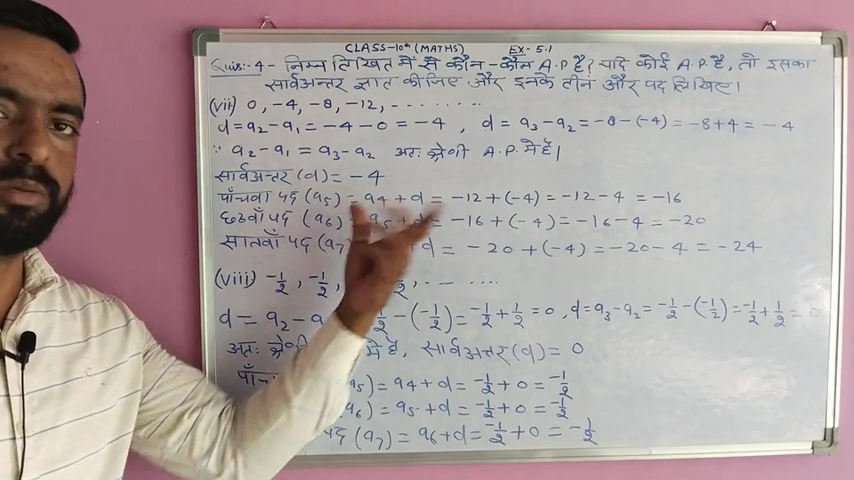 CLASS-10th (MATHS) EX-5.1
Quis:-4- निम्नलिखित में से कौन-कौन A.P है? यदि कोई A.P. है, तो इसका
सार्वअन्तर ज्ञात कीजिए और इनके तीन और पद लिखिए।
(vii) 0, -4, -8, -12, .........
d = a₂ - a₁ = -4 - 0 = -4 , d = a₃ - a₂ = -8 - (-4) = -8 + 4 = -4
∵ a₂ - a₁ = a₃ - a₂ अतः श्रेणी A.P. में है।
सार्वअन्तर (d) = -4
पाँचवा पद (a₅) = a₄ + d = -12 + (-4) = -12 - 4 = -16
छठवाँ पद (a₆) = a₅ + d = -16 + (-4) = -16 - 4 = -20
सातवाँ पद (a₇) + d = -20 + (-4) = -20 - 4 = -24
(viii) -1/2, -1/2, /2, .......
d = a₂ - a 1/2 - (-1/2) = -1/2 + 1/2 = 0, d = a₃ - a₂ = -1/2 - (-1/2) = -1/2 + 1/2 = 0
अतः श्रेणी में है, सार्वअन्तर (d) = 0
a₅) = a₄ + d = -1/2 + 0 = -1/2
a₆) = a₅ + d = -1/2 + 0 = -1/2
पद (a₇) = a₆ + d = -1/2 + 0 = -1/2